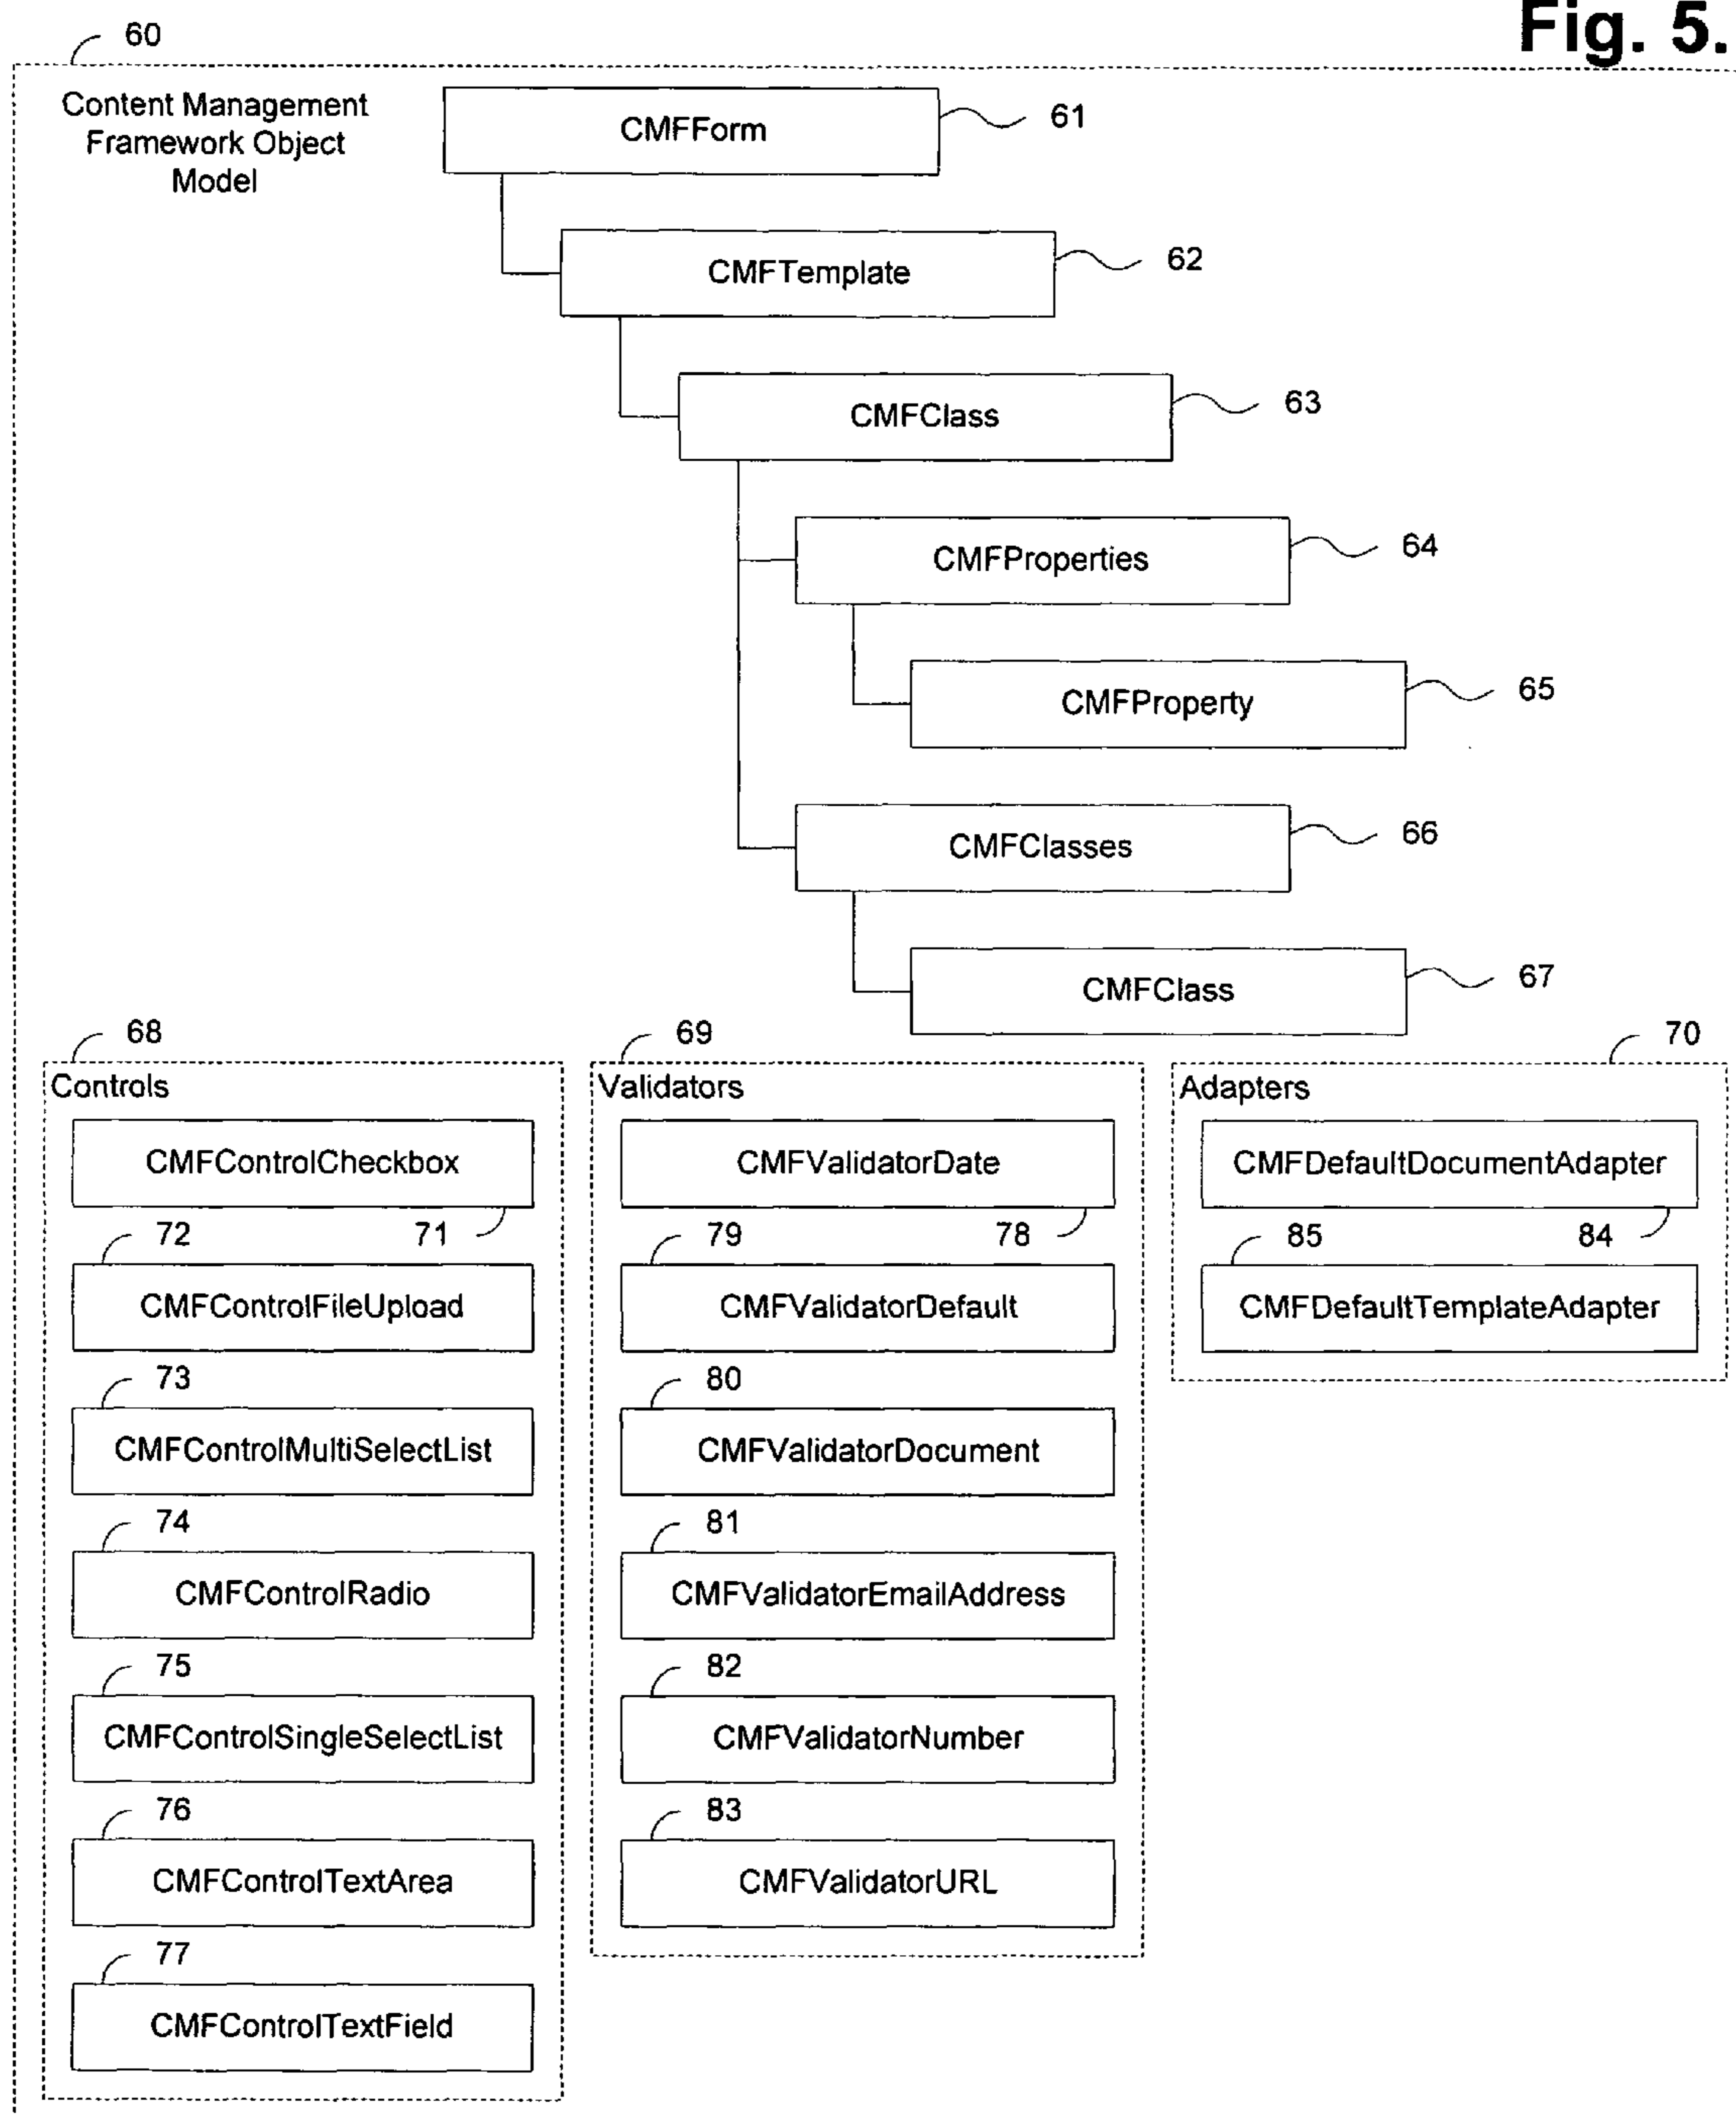 Fig. 5.
60
Content Management
Framework Object
Model
CMFForm
61
CMFTemplate
62
CMFClass
63
CMFProperties
64
CMFProperty
65
CMFClasses
66
CMFClass
67
68
Controls
CMFControlCheckbox
71
72
CMFControlFileUpload
73
CMFControlMultiSelectList
74
CMFControlRadio
75
CMFControlSingleSelectList
76
CMFControlTextArea
77
CMFControlTextField
69
Validators
CMFValidatorDate
78
79
CMFValidatorDefault
80
CMFValidatorDocument
81
CMFValidatorEmailAddress
82
CMFValidatorNumber
83
CMFValidatorURL
70
Adapters
CMFDefaultDocumentAdapter
84
85
CMFDefaultTemplateAdapter